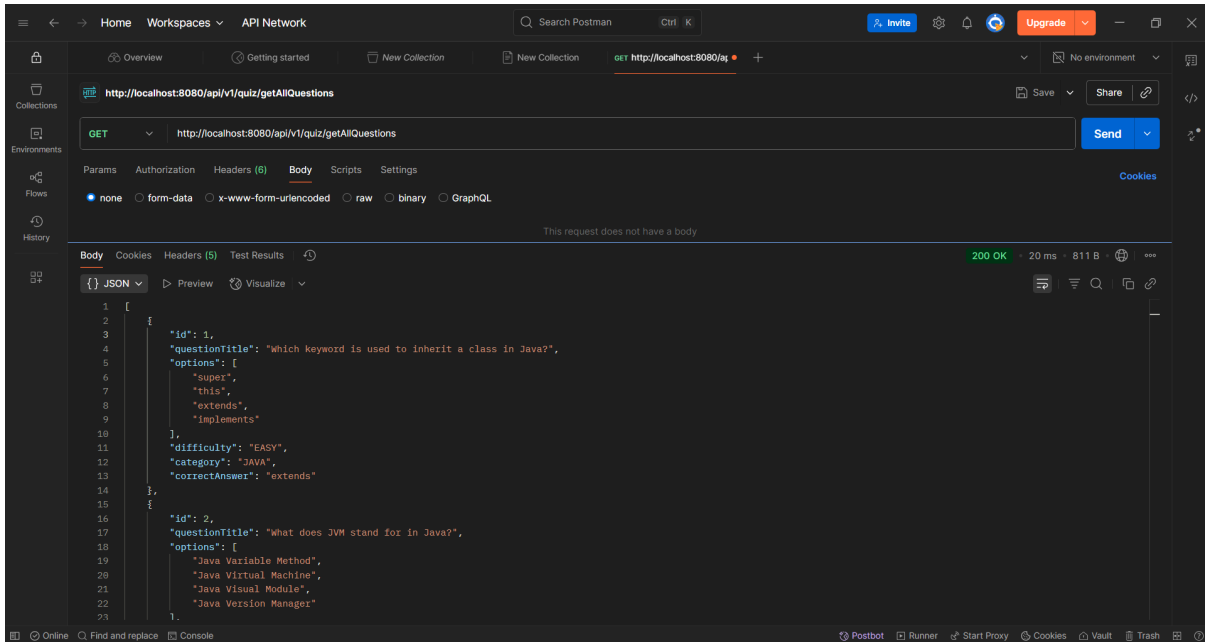 Home Workspaces API Network Search Postman Ctrl K Invite Upgrade
Overview Getting started New Collection New Collection GET http://localhost:8080/ap No environment
Collections
Environments
Flows
History
HTTP http://localhost:8080/api/v1/quiz/getAllQuestions Save Share
GET http://localhost:8080/api/v1/quiz/getAllQuestions Send
Params Authorization Headers (6) Body Scripts Settings Cookies
none form-data x-www-form-urlencoded raw binary GraphQL
This request does not have a body
Body Cookies Headers (5) Test Results 200 OK 20 ms 811 B
{} JSON Preview Visualize
1 [
2 {
3 "id": 1,
4 "questionTitle": "Which keyword is used to inherit a class in Java?",
5 "options": [
6 "super",
7 "this",
8 "extends",
9 "implements"
10 ],
11 "difficulty": "EASY",
12 "category": "JAVA",
13 "correctAnswer": "extends"
14 },
15 {
16 "id": 2,
17 "questionTitle": "What does JVM stand for in Java?",
18 "options": [
19 "Java Variable Method",
20 "Java Virtual Machine",
21 "Java Visual Module",
22 "Java Version Manager"
23 ],
Online Find and replace Console Postbot Runner Start Proxy Cookies Vault Trash